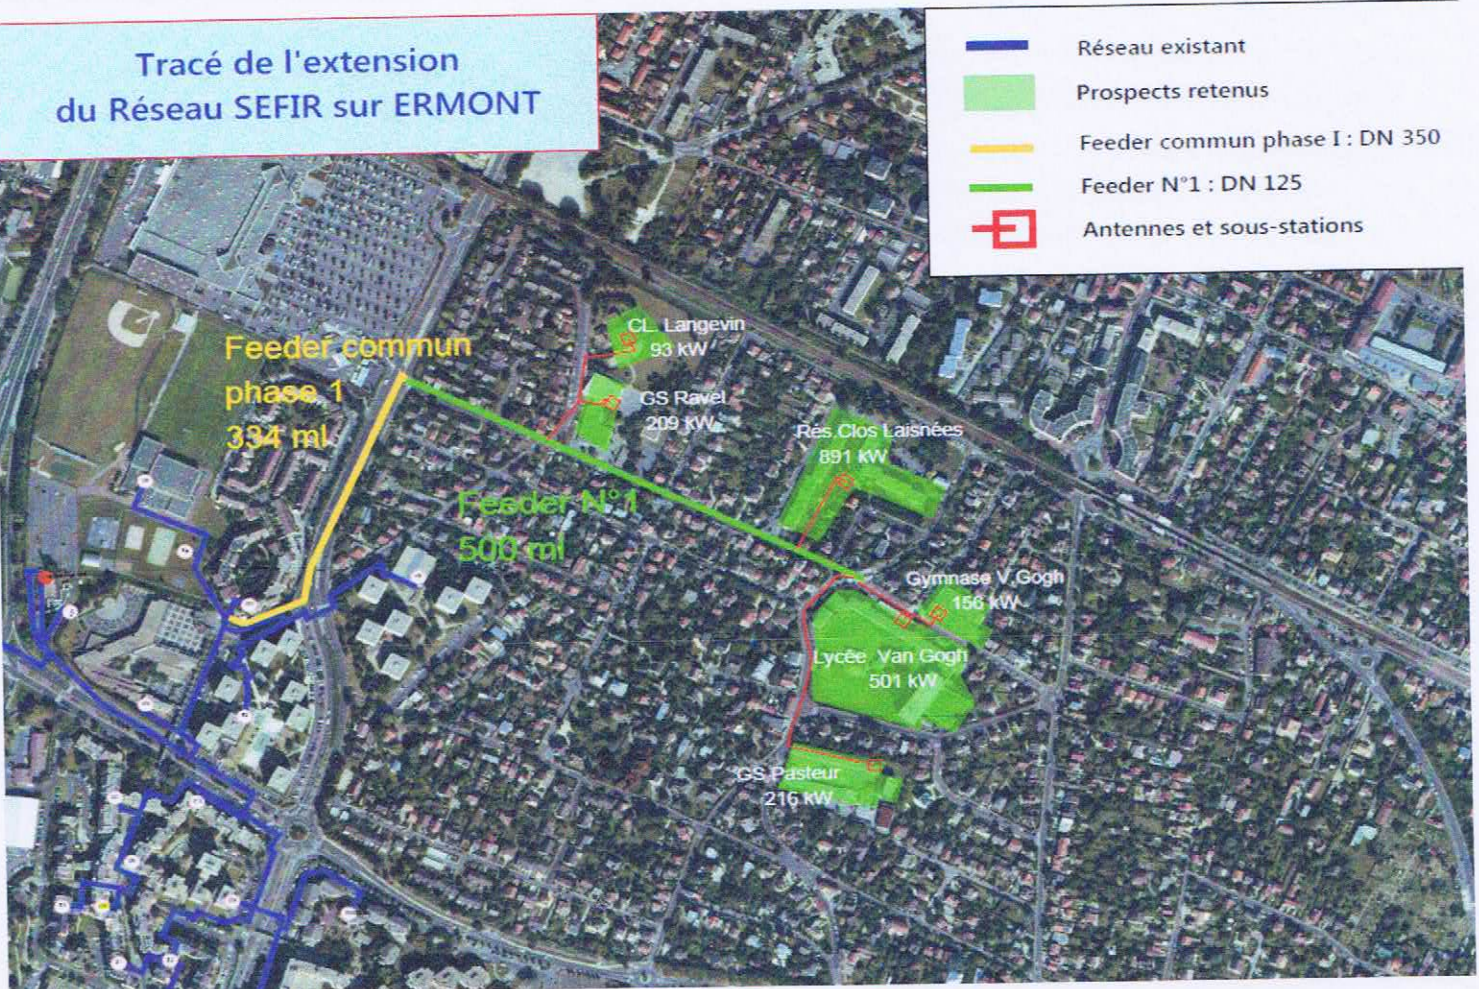 Tracé de l'extension
du Réseau SEFIR sur ERMONT
Réseau existant
Prospects retenus
Feeder commun phase I : DN 350
Feeder N°1 : DN 125
Antennes et sous-stations
Feeder commun
phase 1
334 ml
Feeder N°1
500 ml
CL. Langevin
93 kW
GS Ravel
209 kW
Rés.Clos Laisnées
891 kW
Gymnase V.Gogh
156 kW
Lycée Van Gogh
501 kW
GS Pasteur
216 kW